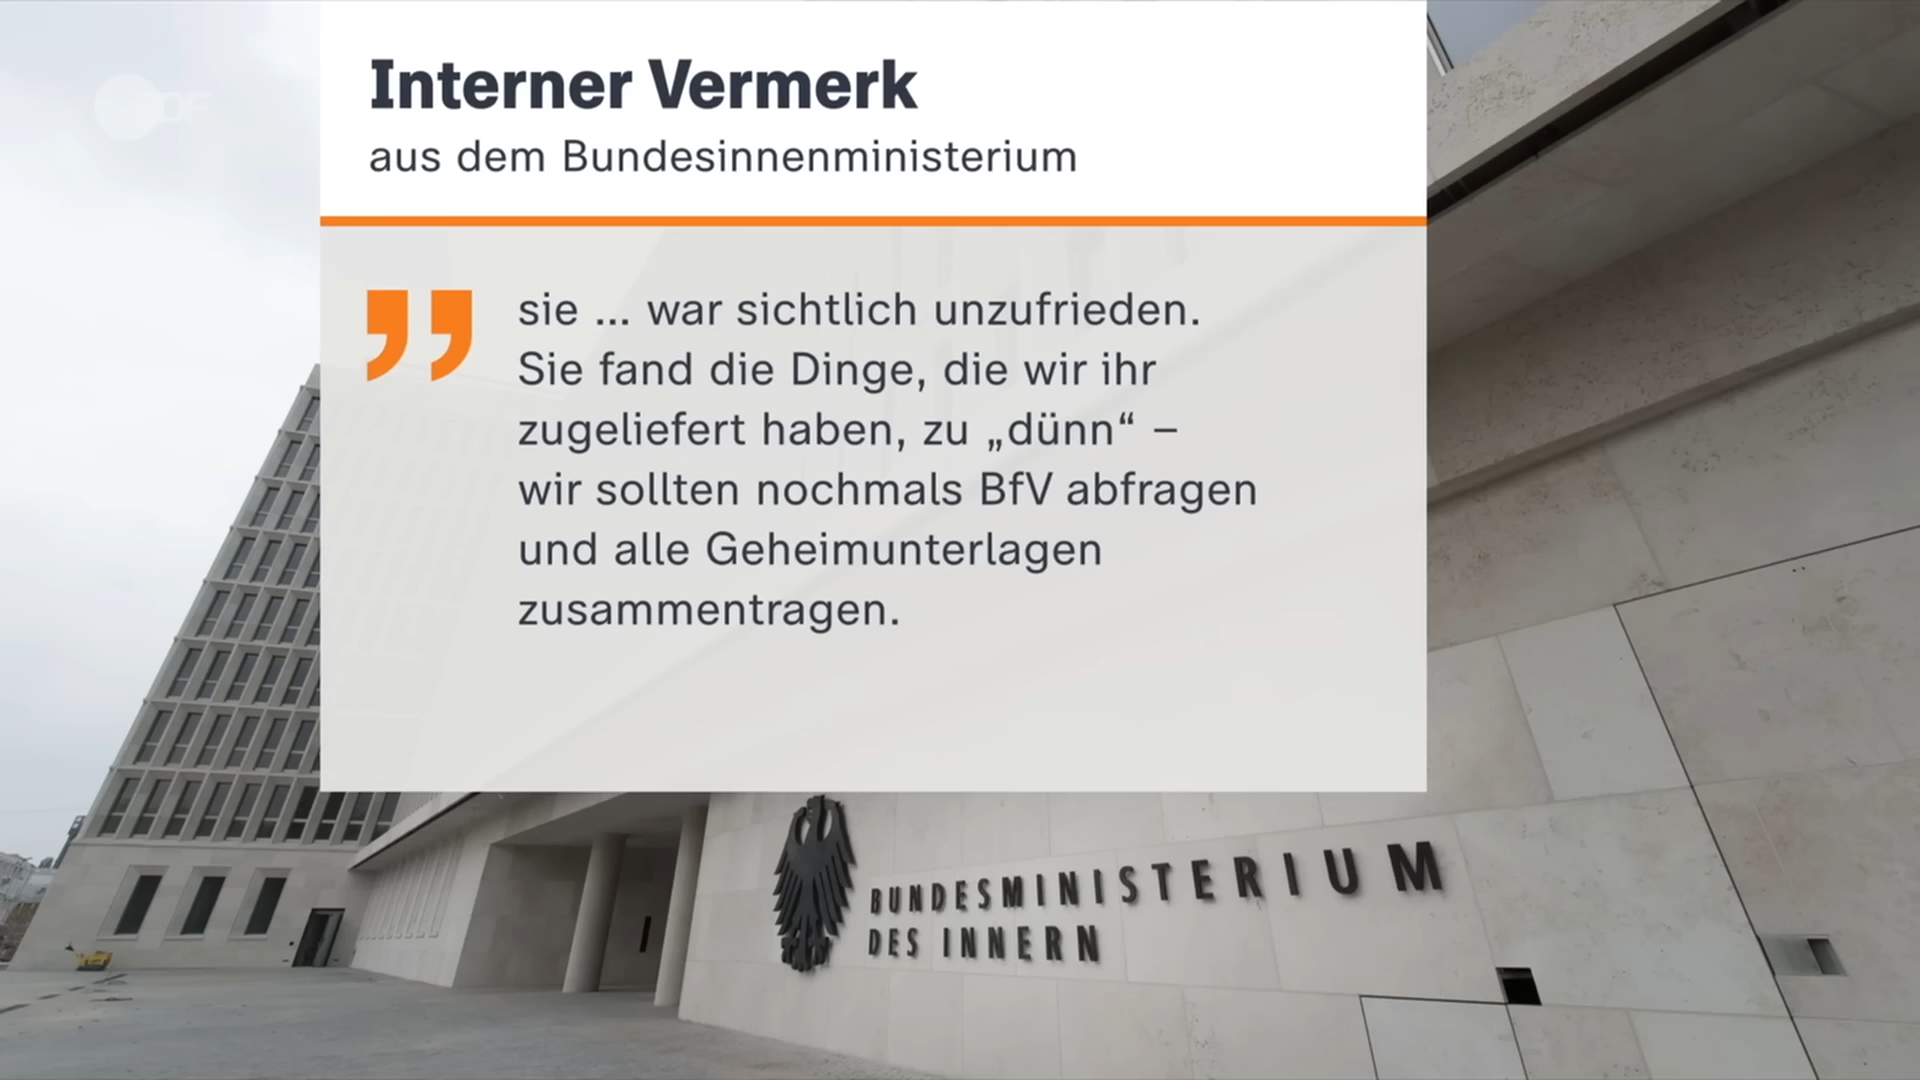 ZDF
Interner Vermerk
aus dem Bundesinnenministerium
sie ... war sichtlich unzufrieden.
Sie fand die Dinge, die wir ihr
zugeliefert haben, zu „dünn“ –
wir sollten nochmals BfV abfragen
und alle Geheimunterlagen
zusammentragen.
BUNDESMINISTERIUM
DES INNERN